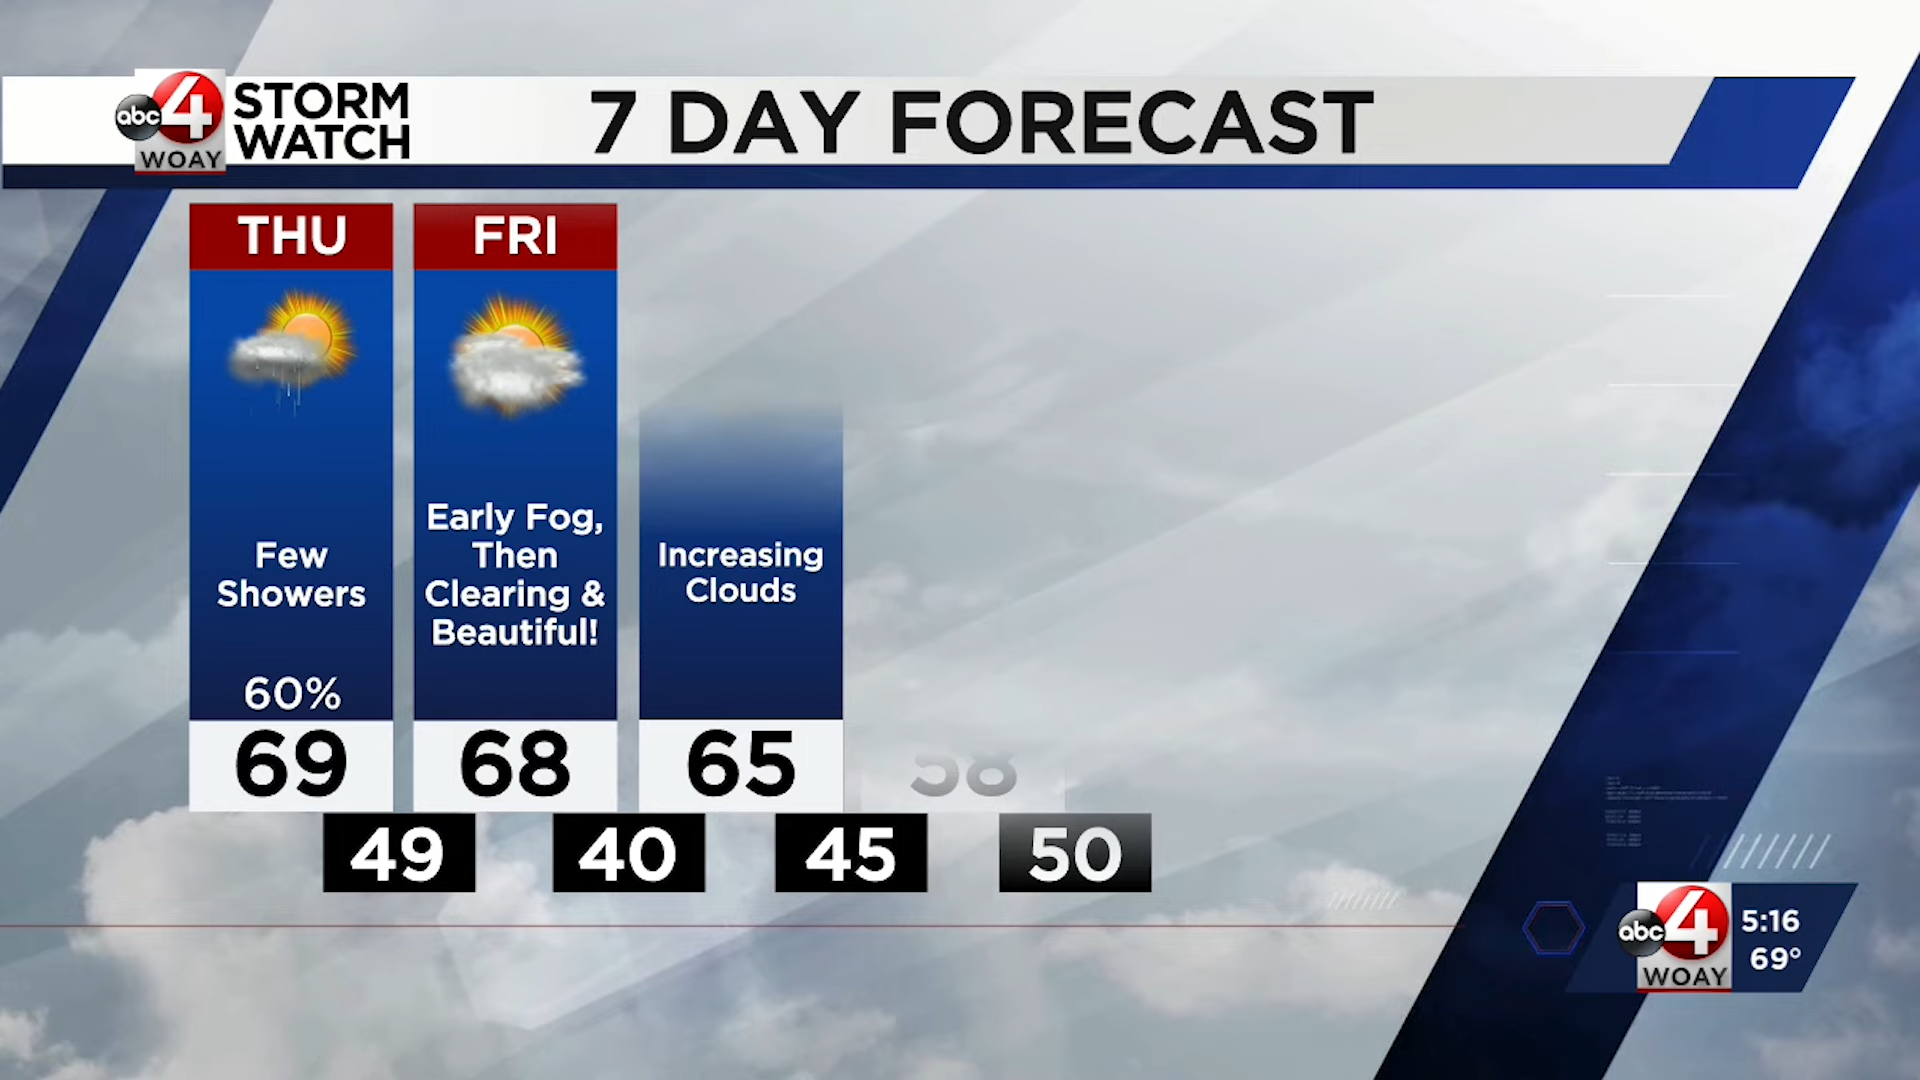 abc 4
WOAY
STORM
WATCH
7 DAY FORECAST
THU
Few
Showers
60%
69
FRI
Early Fog,
Then
Clearing &
Beautiful!
68
Increasing
Clouds
65
58
49
40
45
50
abc 4
WOAY
5:16
69°